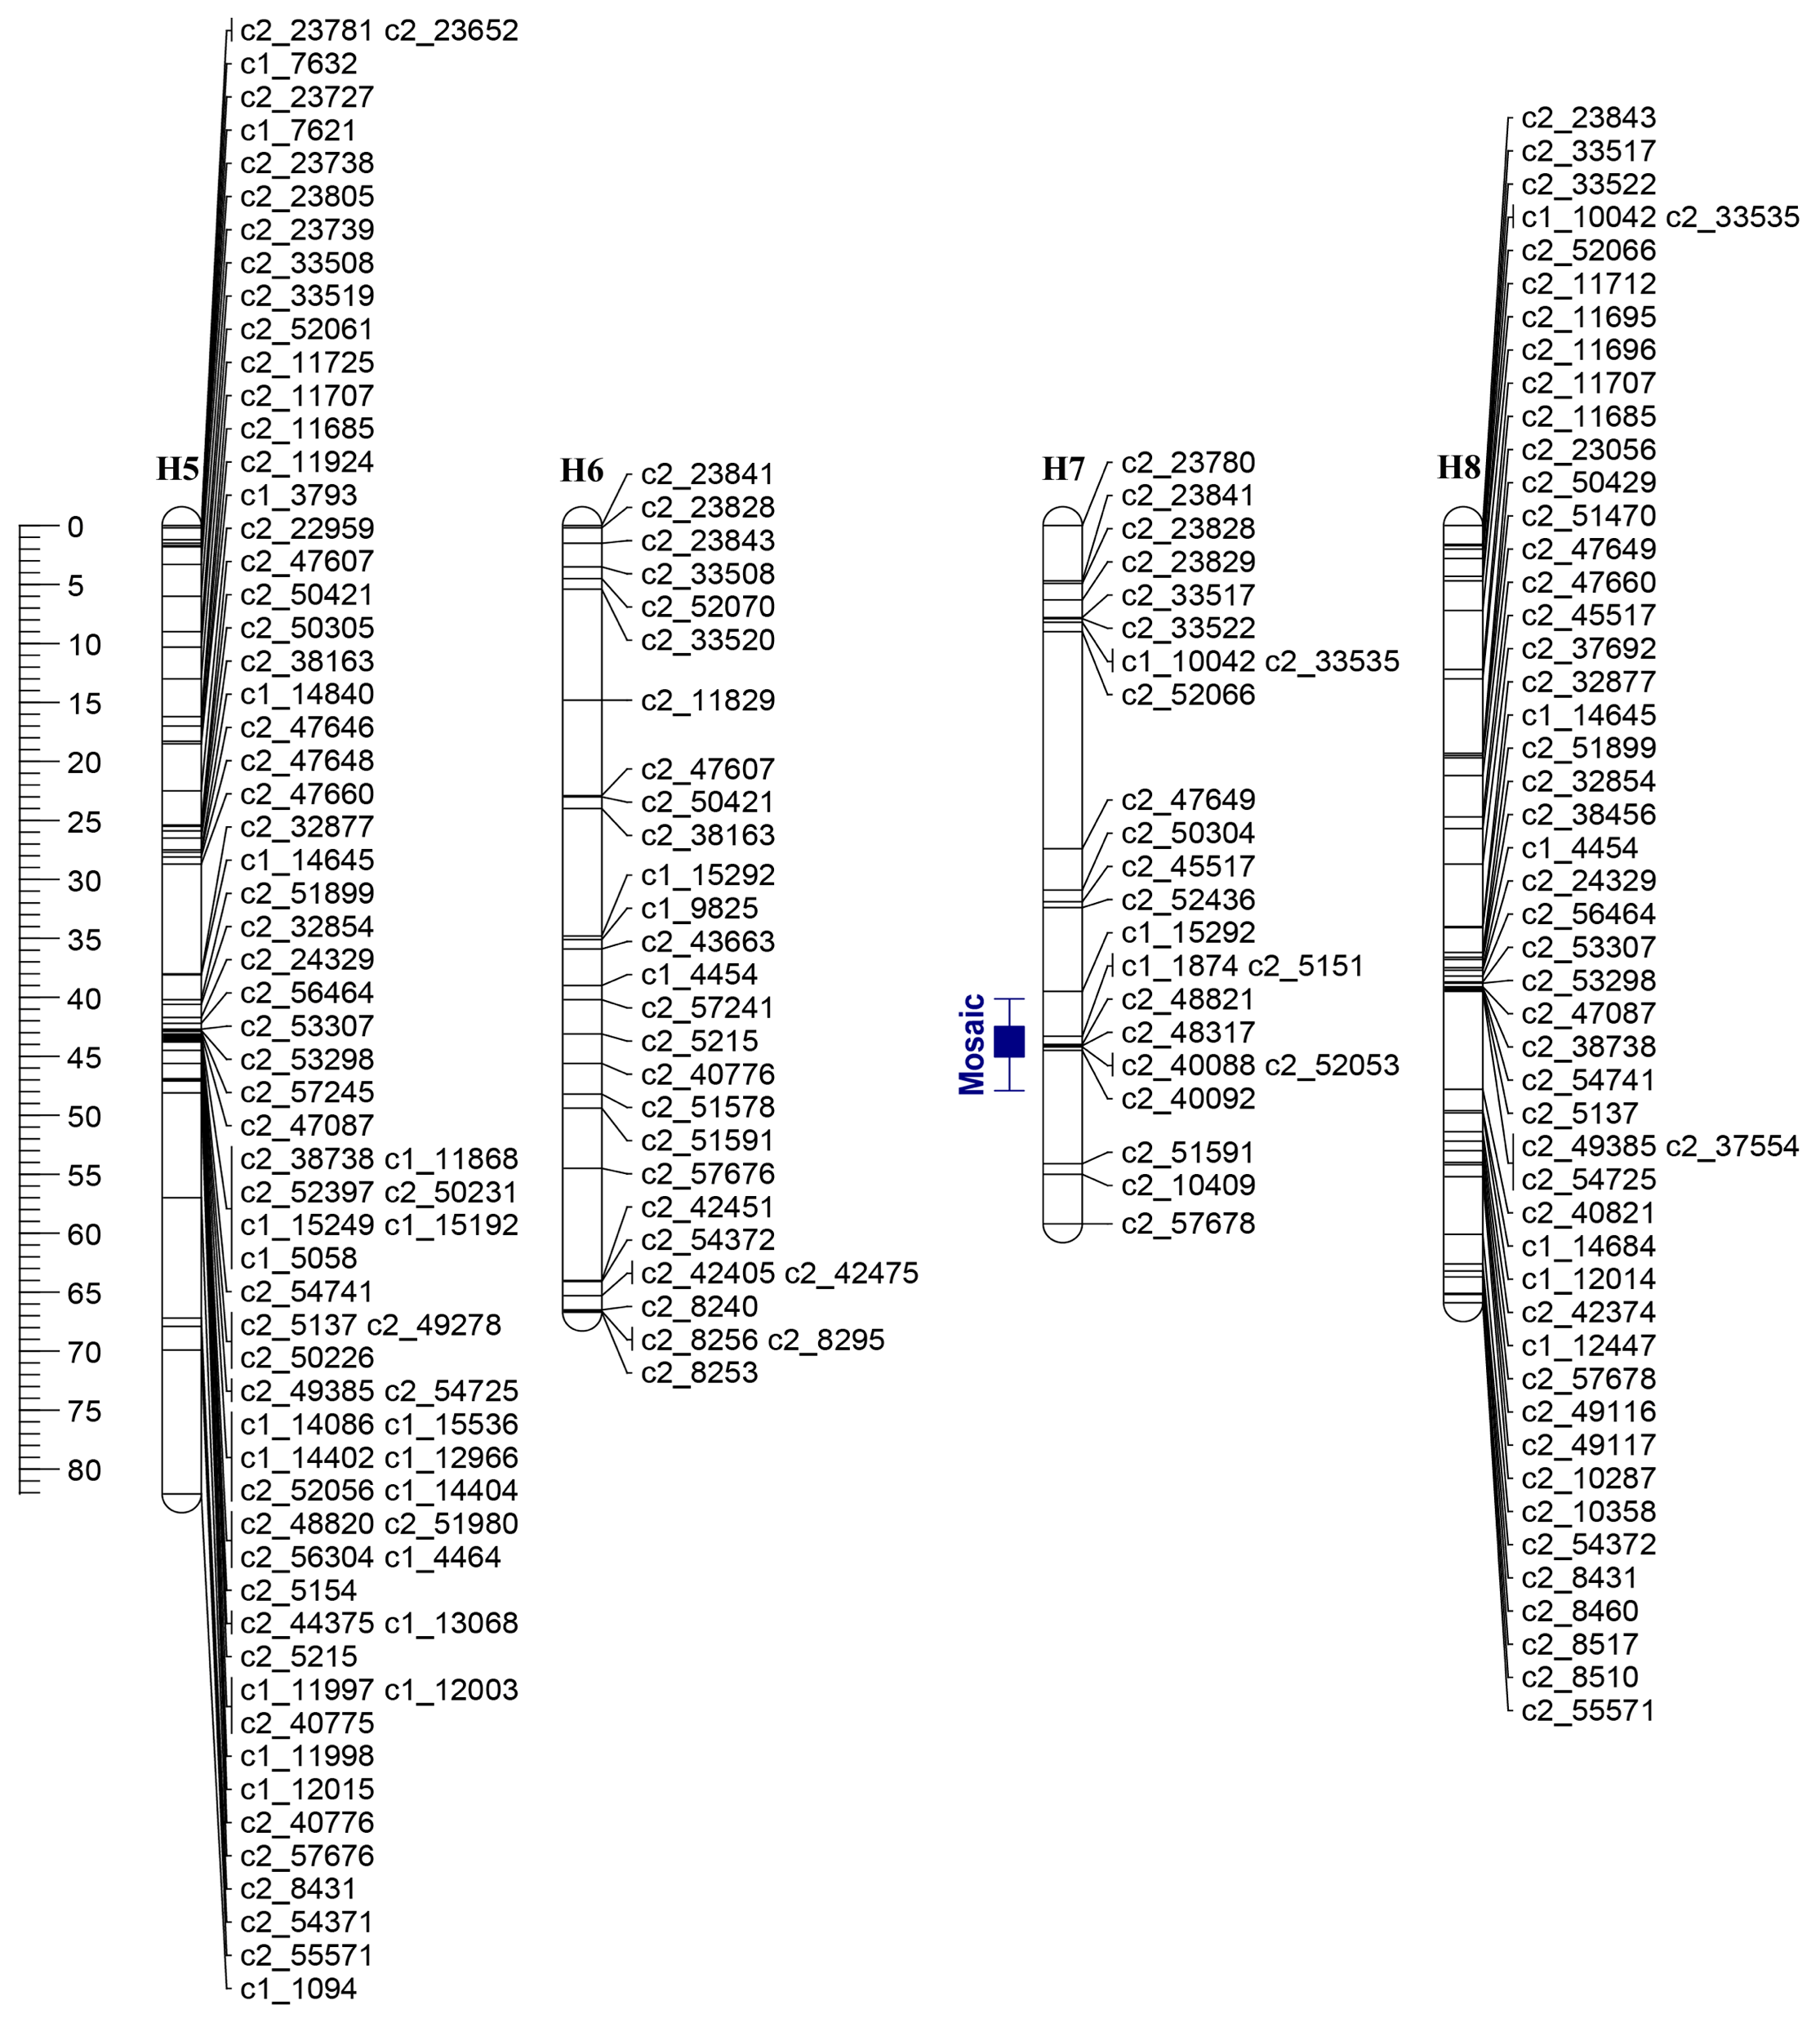 H5
0
5
10
15
20
25
30
35
40
45
50
55
60
65
70
75
80
c2_23781 c2_23652
c1_7632
c2_23727
c1_7621
c2_23738
c2_23805
c2_23739
c2_33508
c2_33519
c2_52061
c2_11725
c2_11707
c2_11685
c2_11924
c1_3793
c2_22959
c2_47607
c2_50421
c2_50305
c2_38163
c1_14840
c2_47646
c2_47648
c2_47660
c2_32877
c1_14645
c2_51899
c2_32854
c2_24329
c2_56464
c2_53307
c2_53298
c2_57245
c2_47087
c2_38738 c1_11868
c2_52397 c2_50231
c1_15249 c1_15192
c1_5058
c2_54741
c2_5137 c2_49278
c2_50226
c2_49385 c2_54725
c1_14086 c1_15536
c1_14402 c1_12966
c2_52056 c1_14404
c2_48820 c2_51980
c2_56304 c1_4464
c2_5154
c2_44375 c1_13068
c2_5215
c1_11997 c1_12003
c2_40775
c1_11998
c1_12015
c2_40776
c2_57676
c2_8431
c2_54371
c2_55571
c1_1094
H6
c2_23841
c2_23828
c2_23843
c2_33508
c2_52070
c2_33520
c2_11829
c2_47607
c2_50421
c2_38163
c1_15292
c1_9825
c2_43663
c1_4454
c2_57241
c2_5215
c2_40776
c2_51578
c2_51591
c2_57676
c2_42451
c2_54372
c2_42405 c2_42475
c2_8240
c2_8256 c2_8295
c2_8253
H7
Mosaic
c2_23780
c2_23841
c2_23828
c2_23829
c2_33517
c2_33522
c1_10042 c2_33535
c2_52066
c2_47649
c2_50304
c2_45517
c2_52436
c1_15292
c1_1874 c2_5151
c2_48821
c2_48317
c2_40088 c2_52053
c2_40092
c2_51591
c2_10409
c2_57678
H8
c2_23843
c2_33517
c2_33522
c1_10042 c2_33535
c2_52066
c2_11712
c2_11695
c2_11696
c2_11707
c2_11685
c2_23056
c2_50429
c2_51470
c2_47649
c2_47660
c2_45517
c2_37692
c2_32877
c1_14645
c2_51899
c2_32854
c2_38456
c1_4454
c2_24329
c2_56464
c2_53307
c2_53298
c2_47087
c2_38738
c2_54741
c2_5137
c2_49385 c2_37554
c2_54725
c2_40821
c1_14684
c1_12014
c2_42374
c1_12447
c2_57678
c2_49116
c2_49117
c2_10287
c2_10358
c2_54372
c2_8431
c2_8460
c2_8517
c2_8510
c2_55571